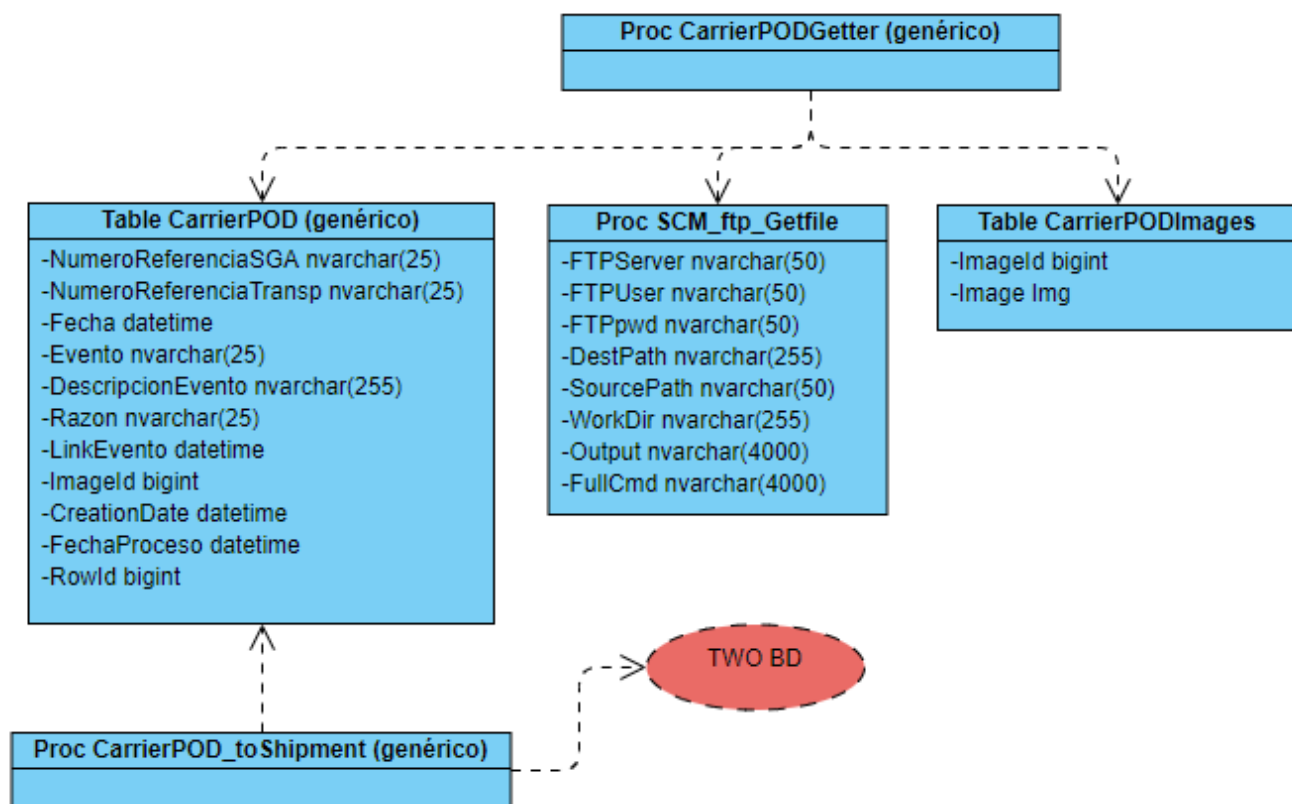 Proc CarrierPODGetter (genérico)
Table CarrierPOD (genérico)
-NumeroReferenciaSGA nvarchar(25)
-NumeroReferenciaTransp nvarchar(25)
-Fecha datetime
-Evento nvarchar(25)
-DescripcionEvento nvarchar(255)
-Razon nvarchar(25)
-LinkEvento datetime
-ImageId bigint
-CreationDate datetime
-FechaProceso datetime
-RowId bigint
Proc SCM_ftp_Getfile
-FTPServer nvarchar(50)
-FTPUser nvarchar(50)
-FTPpwd nvarchar(50)
-DestPath nvarchar(255)
-SourcePath nvarchar(50)
-WorkDir nvarchar(255)
-Output nvarchar(4000)
-FullCmd nvarchar(4000)
Table CarrierPODImages
-ImageId bigint
-Image Img
TWO BD
Proc CarrierPOD_toShipment (genérico)